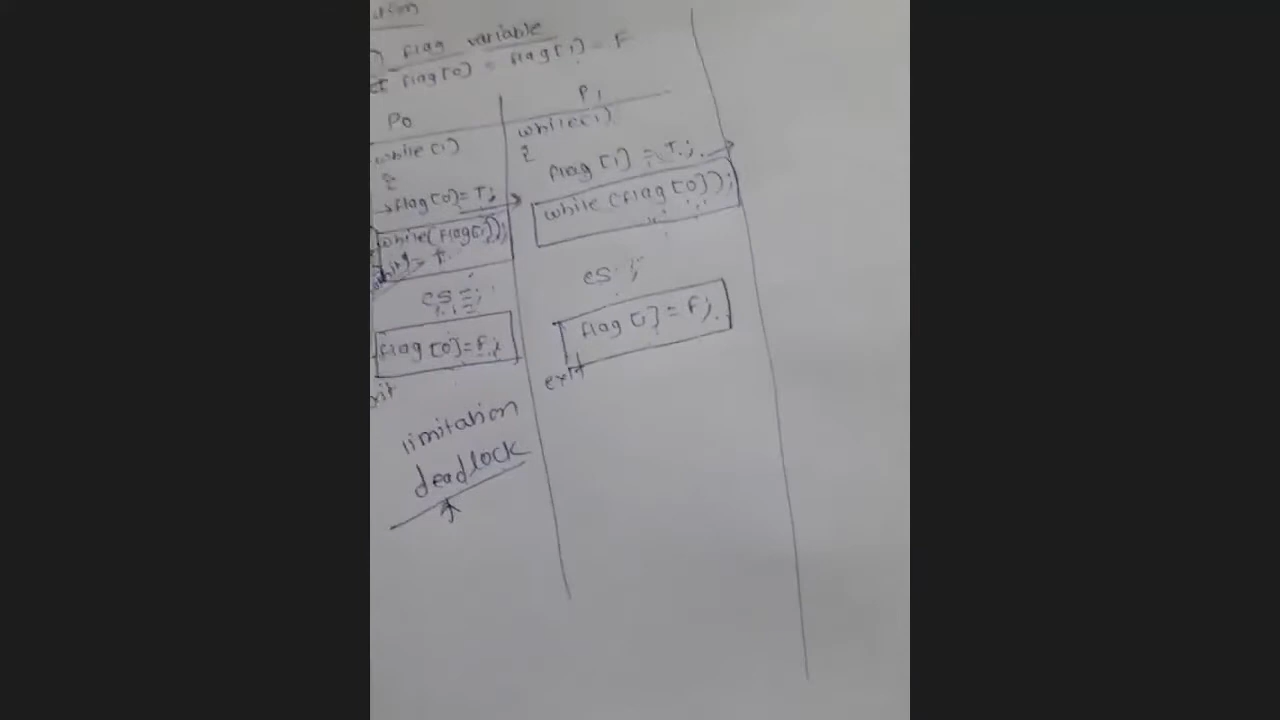 flag variable
flag[0] = flag[1] = F
P0
while(1)
{
→flag[0]=T;
while(flag[1]);
= T.
cs
flag[0]=F;
limitation
deadlock
P1
while(1)
{
flag [1] = T;
while (flag [0]);
cs ;
flag [1] = F;
exit